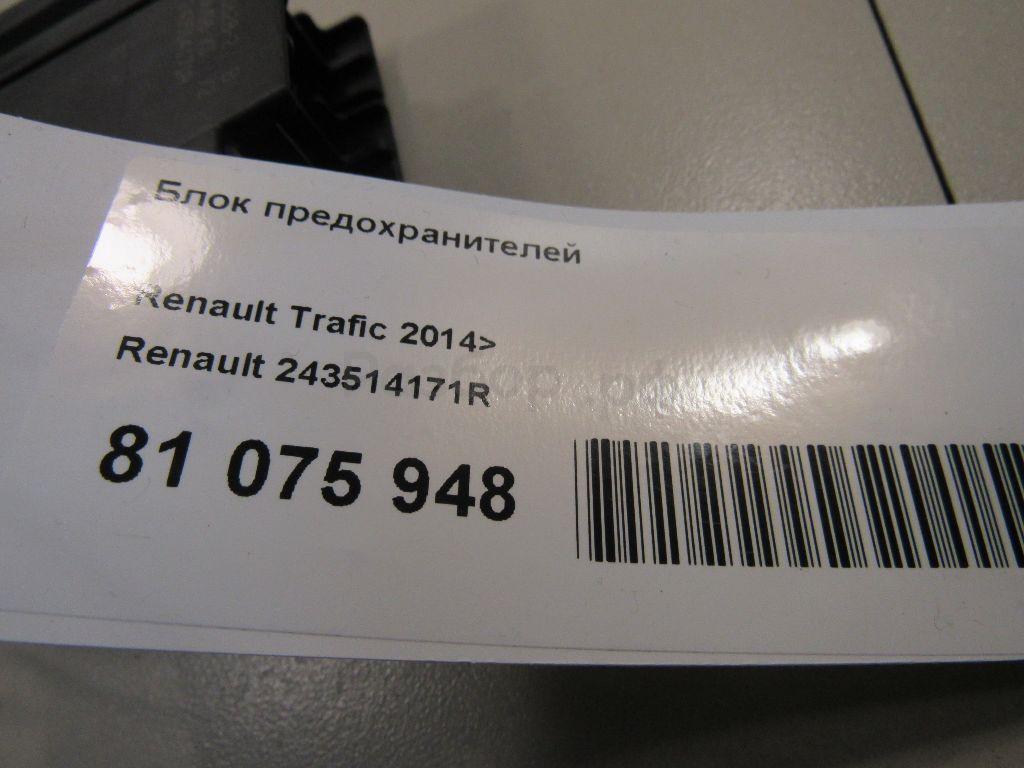 Блок предохранителей
Renault Trafic 2014>
Renault 243514171R
81 075 948